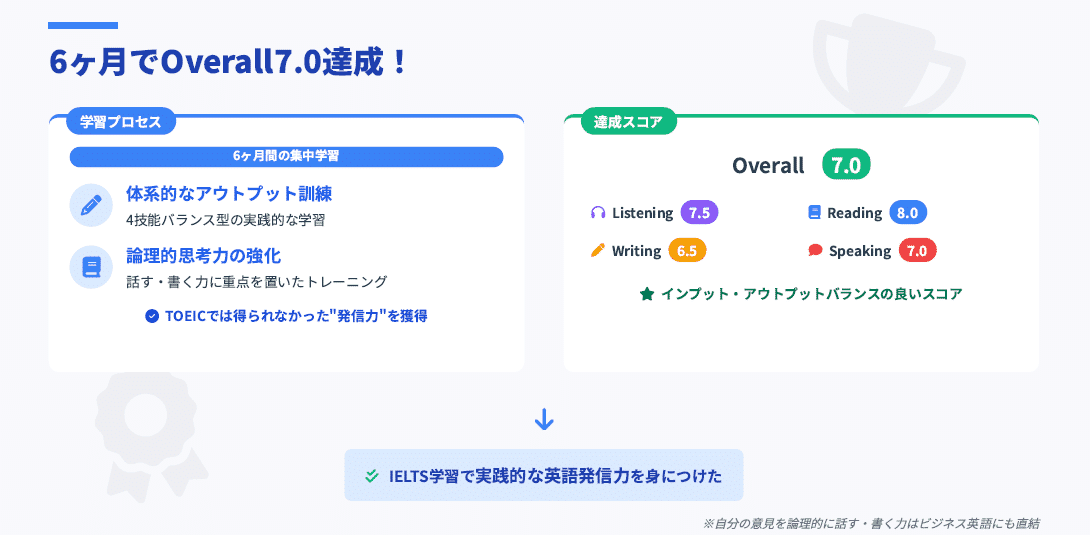 6ヶ月でOverall7.0達成！
学習プロセス
6ヶ月間の集中学習
体系的なアウトプット訓練
4技能バランス型の実践的な学習
論理的思考力の強化
話す・書く力に重点を置いたトレーニング
TOEICでは得られなかった"発信力"を獲得
達成スコア
Overall 7.0
Listening 7.5
Reading 8.0
Writing 6.5
Speaking 7.0
インプット・アウトプットバランスの良いスコア
IELTS学習で実践的な英語発信力を身につけた
※自分の意見を論理的に話す・書く力はビジネス英語にも直結